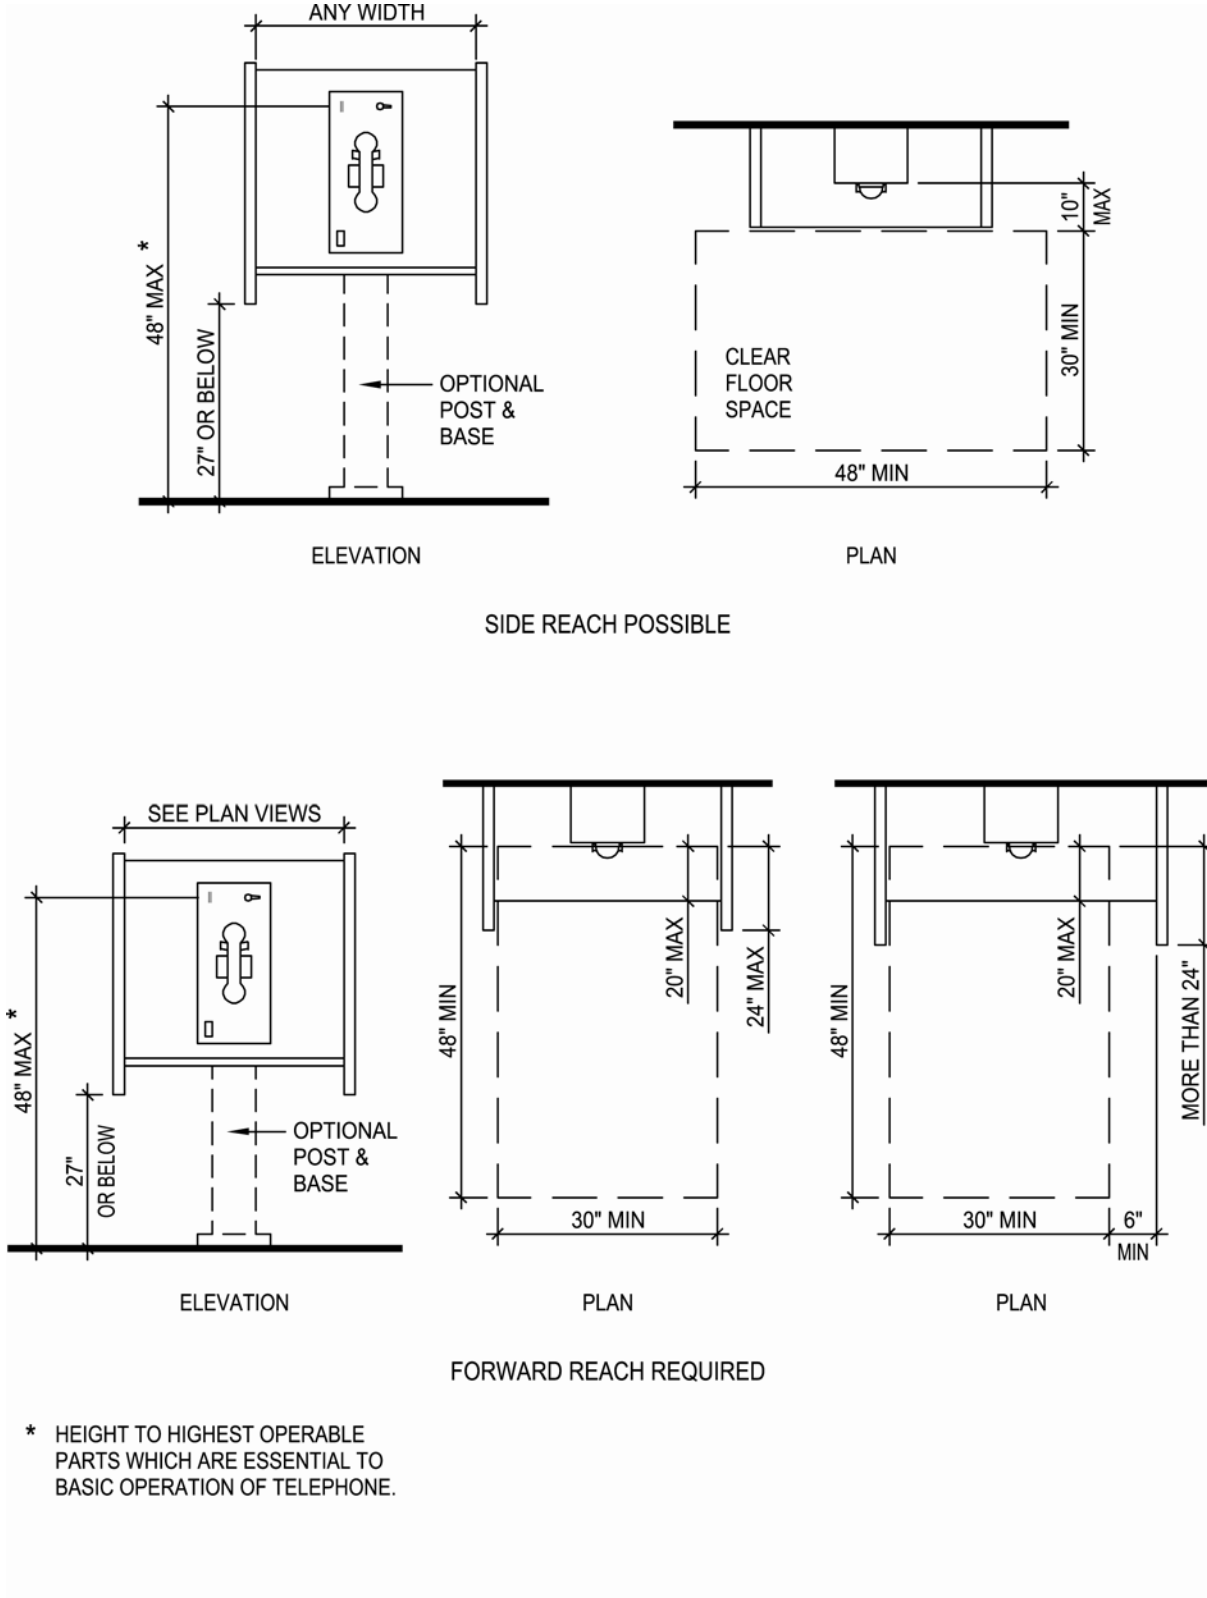 ANY WIDTH
48" MAX *
27" OR BELOW
OPTIONAL
POST &
BASE
ELEVATION
10"
MAX
30" MIN
CLEAR
FLOOR
SPACE
48" MIN
PLAN
SIDE REACH POSSIBLE
SEE PLAN VIEWS
48" MAX *
27"
OR BELOW
OPTIONAL
POST &
BASE
ELEVATION
48" MIN
20" MAX
24" MAX
30" MIN
PLAN
48" MIN
20" MAX
MORE THAN 24"
30" MIN
6"
MIN
PLAN
FORWARD REACH REQUIRED
* HEIGHT TO HIGHEST OPERABLE
PARTS WHICH ARE ESSENTIAL TO
BASIC OPERATION OF TELEPHONE.